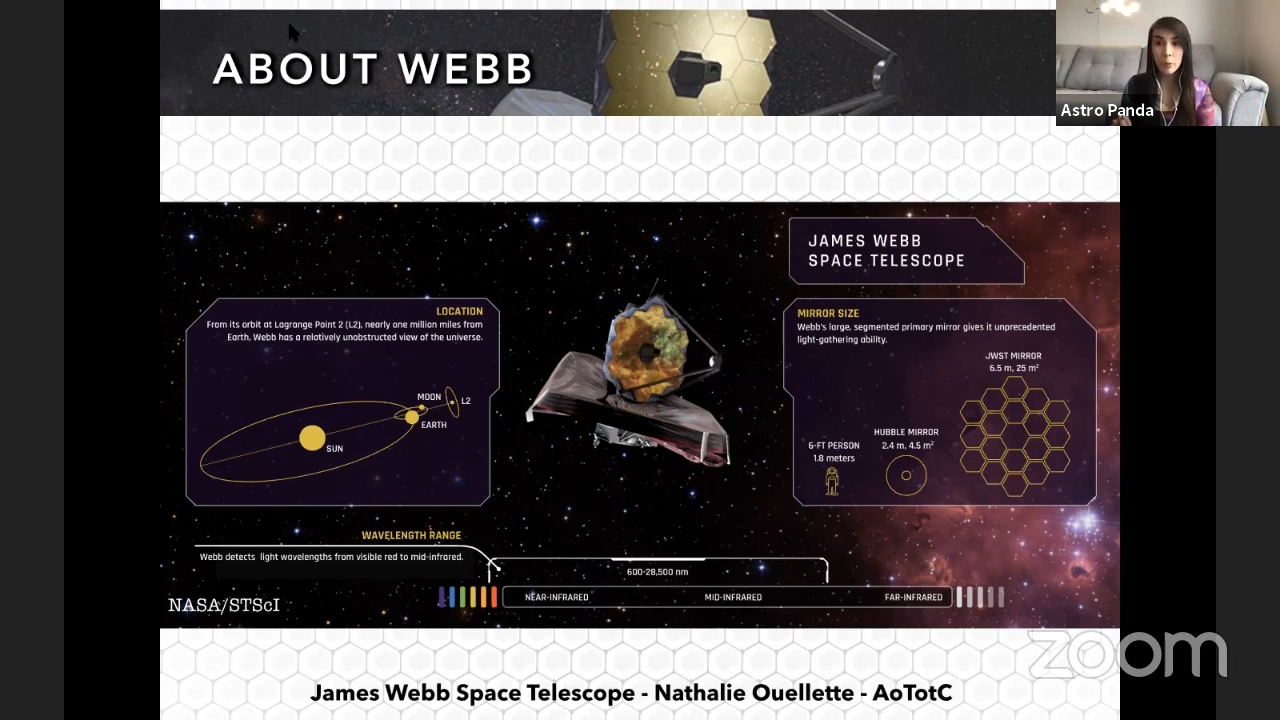 ABOUT WEBB
Astro Panda
JAMES WEBB
SPACE TELESCOPE
LOCATION
From its orbit at Lagrange Point 2 (L2), nearly one million miles from
Earth, Webb has a relatively unobstructed view of the universe.
MOON
L2
EARTH
SUN
MIRROR SIZE
Webb's large, segmented primary mirror gives it unprecedented
light-gathering ability.
JWST MIRROR
6.5 m, 25 m²
HUBBLE MIRROR
2.4 m, 4.5 m²
6-FT PERSON
1.8 meters
WAVELENGTH RANGE
Webb detects light wavelengths from visible red to mid-infrared.
600-28,500 nm
NEAR-INFRARED
MID-INFRARED
FAR-INFRARED
NASA/STScI
zoom
James Webb Space Telescope - Nathalie Ouellette - AoTotC